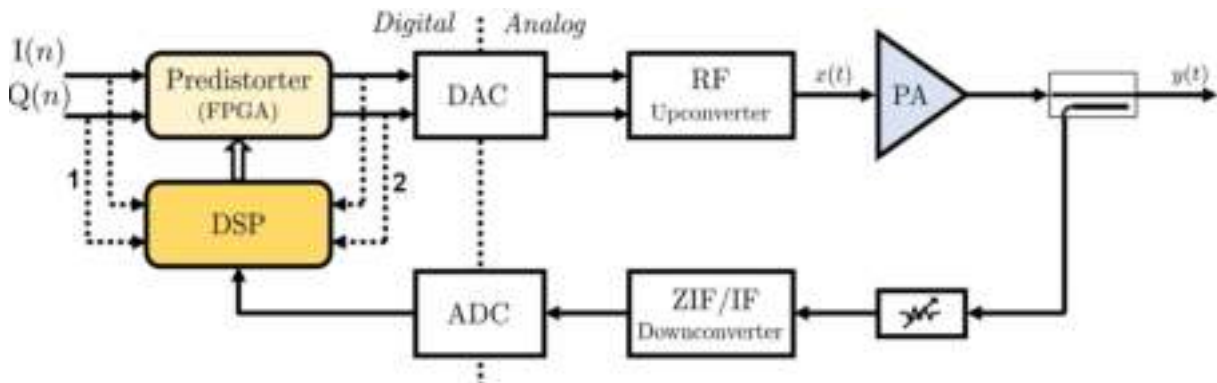 Digital Analog
I(n)
Q(n)
Predistorter
(FPGA)
DAC
RF
Upconverter
x(t)
PA
y(t)
1
2
DSP
ADC
ZIF/IF
Downconverter